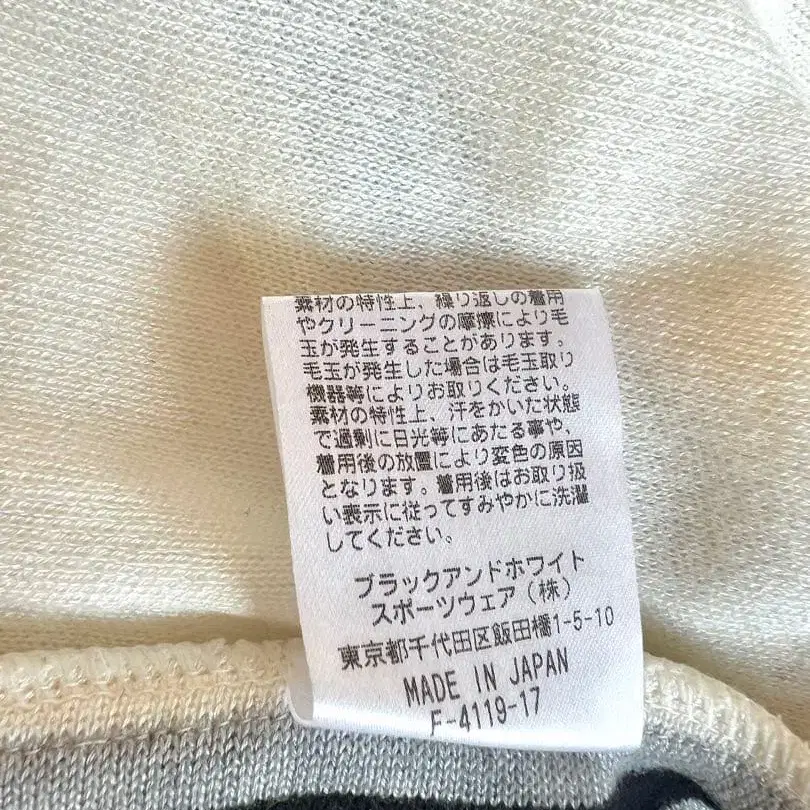 素材の特性上、繰り返しの着用
やクリーニングの摩擦により毛
玉が発生することがあります。
毛玉が発生した場合は毛玉取り
機器等によりお取りください。
素材の特性上、汗をかいた状態
で過剰に日光等にあたる事や、
着用後の放置により変色の原因
となります。着用後はお取り扱
い表示に従ってすみやかに洗濯
してください。
ブラックアンドホワイト
スポーツウェア(株)
東京都千代田区飯田橋1-5-10
MADE IN JAPAN
F-4119-17